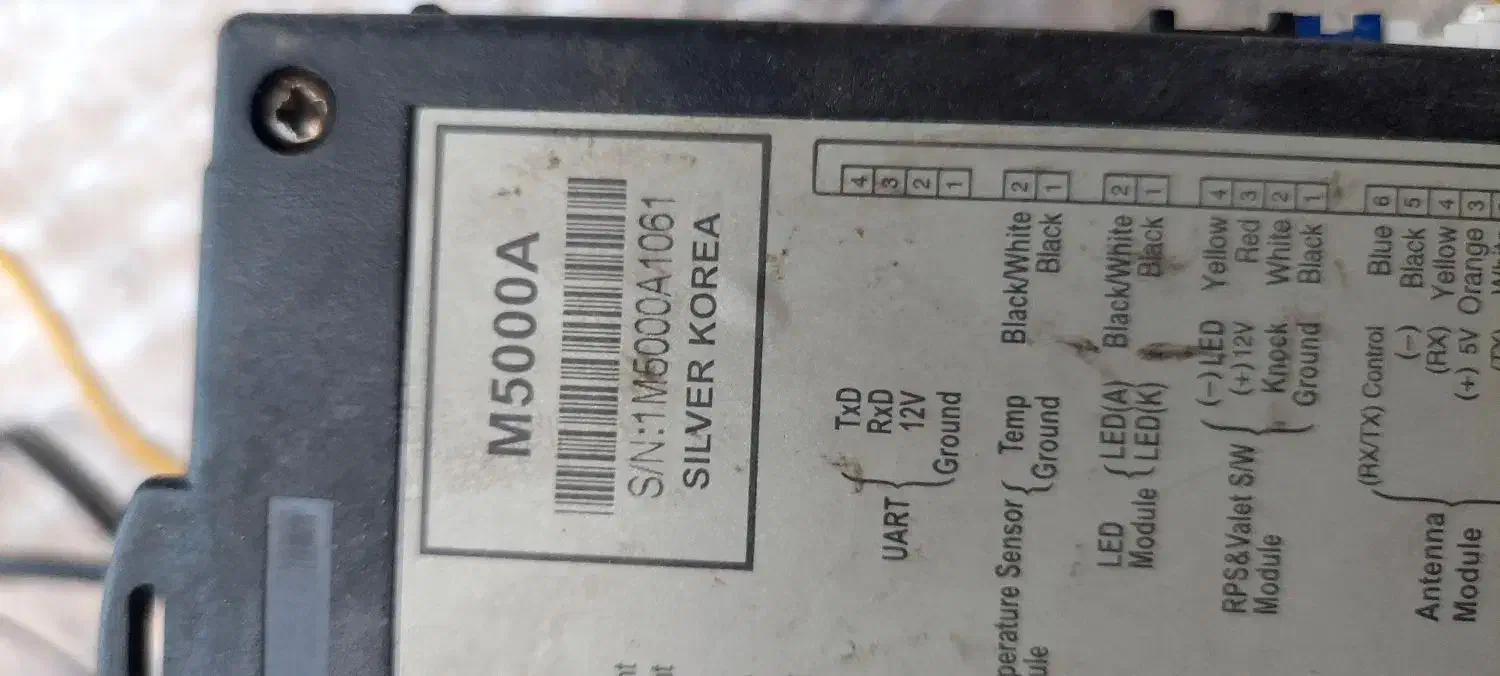 M5000A
S/N:1M5000A1061
SILVER KOREA
UART
TxD 4
RxD 3
12V 2
Ground 1
Temp Black/White 2
Ground Black 1
LED
Module
LED(A) Black/White 2
LED(K) Black 1
RPS&Valet S/W
Module
(-) LED Yellow 4
(+) 12V Red 3
Knock White 2
Ground Black 1
Antenna
Module
(RX/TX) Control Blue 6
(-) Black 5
(RX) Yellow 4
(+) 5V Orange 3